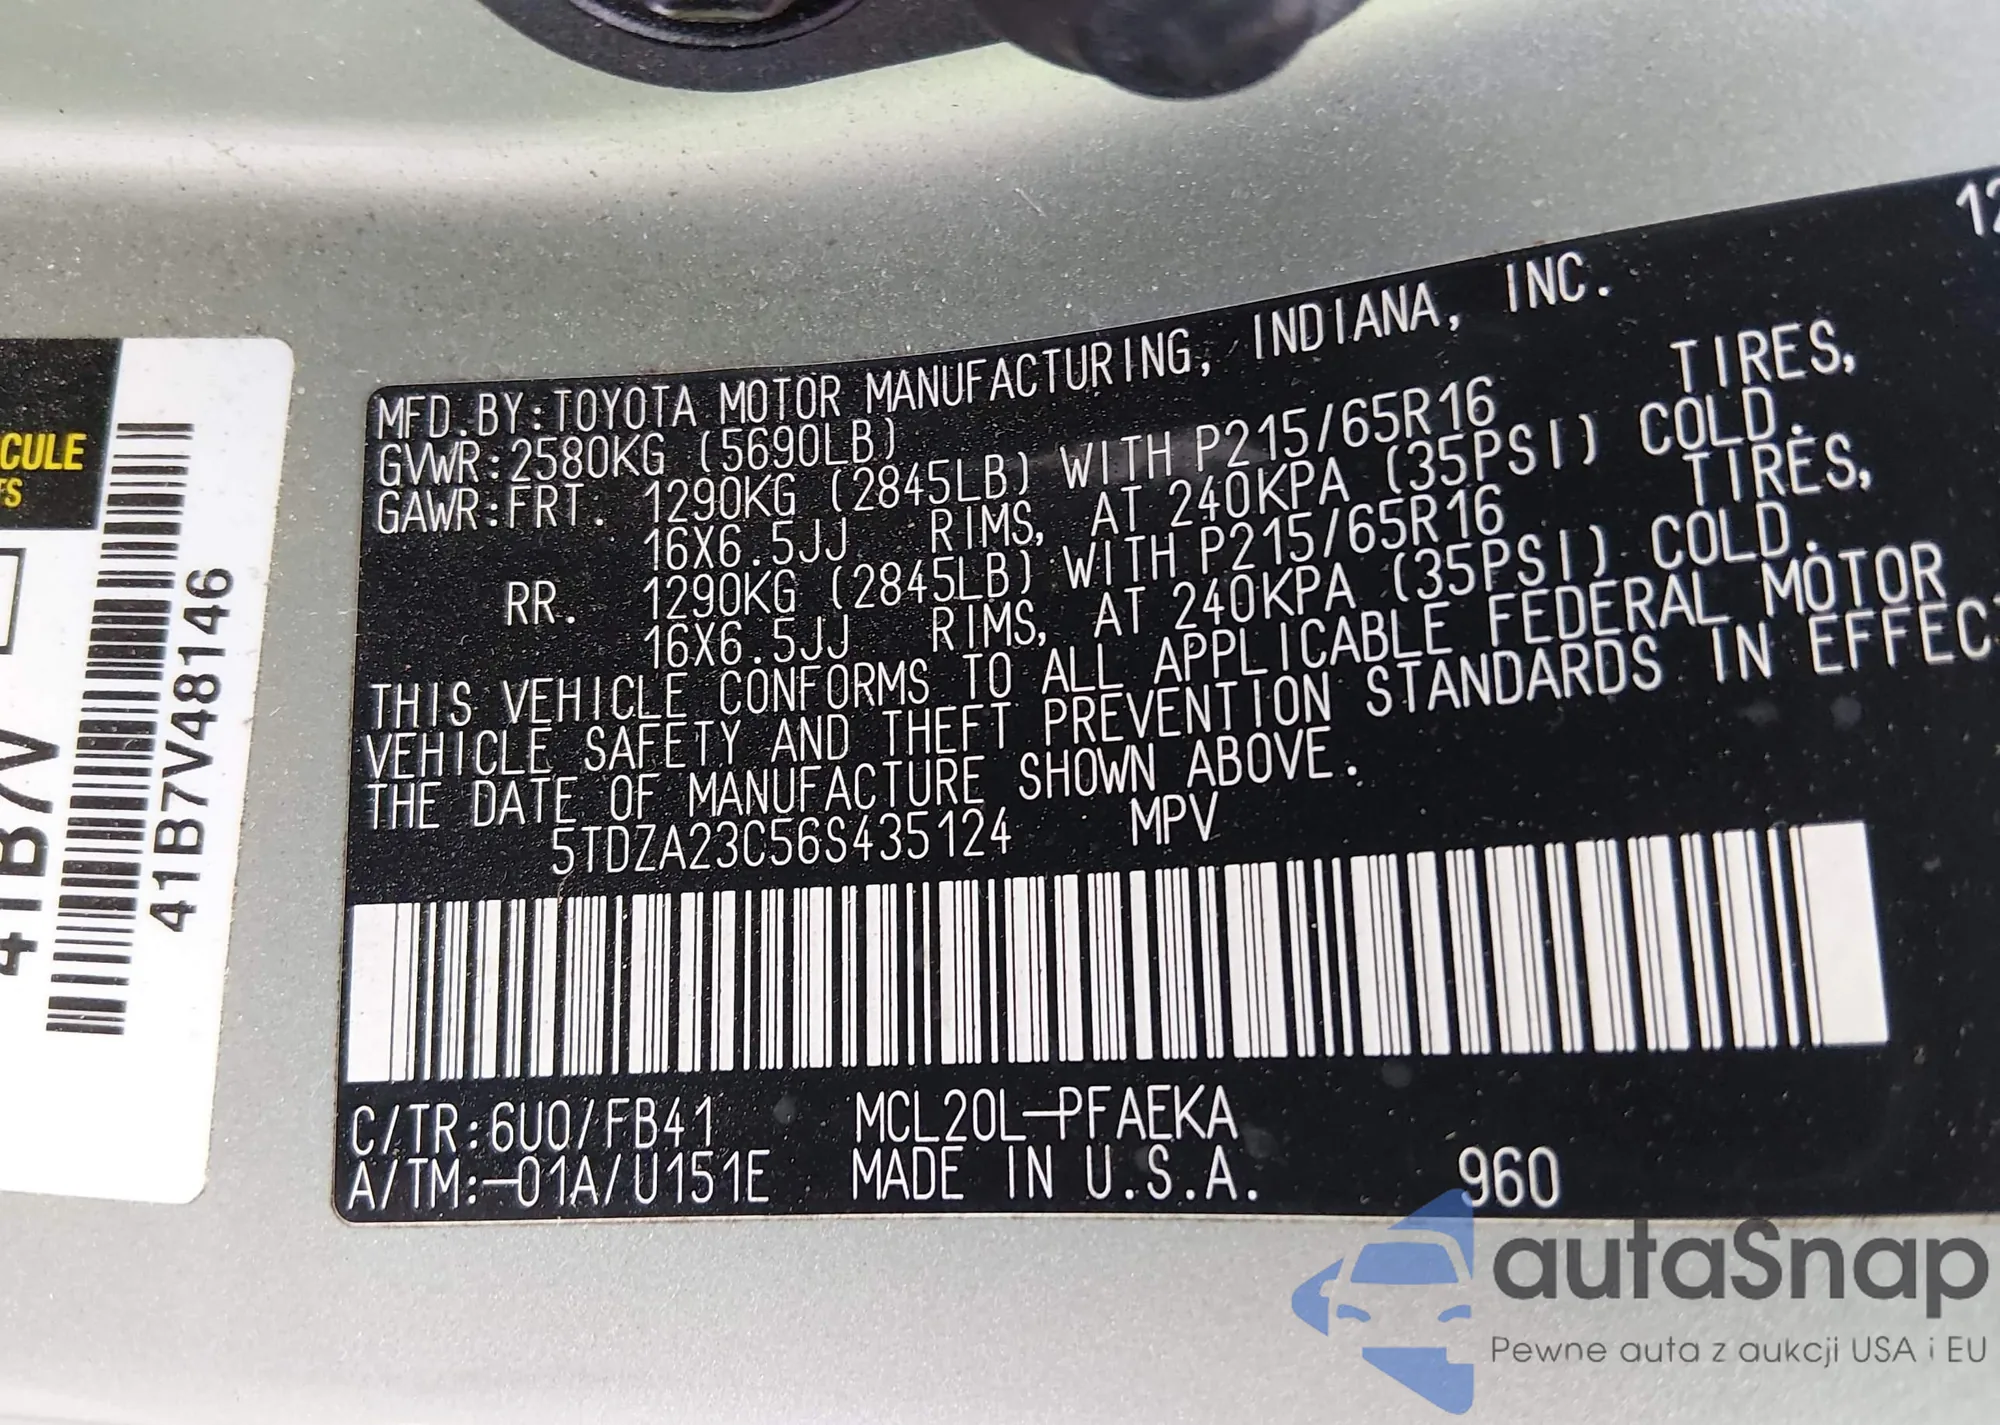 12
MFD.BY:TOYOTA MOTOR MANUFACTURING, INDIANA, INC.
GVWR:2580KG (5690LB)
GAWR:FRT. 1290KG (2845LB) WITH P215/65R16 TIRES,
16X6.5JJ RIMS, AT 240KPA (35PSI) COLD.
RR. 1290KG (2845LB) WITH P215/65R16 TIRES,
16X6.5JJ RIMS, AT 240KPA (35PSI) COLD.
THIS VEHICLE CONFORMS TO ALL APPLICABLE FEDERAL MOTOR
VEHICLE SAFETY AND THEFT PREVENTION STANDARDS IN EFFECT
THE DATE OF MANUFACTURE SHOWN ABOVE.
5TDZA23C56S435124 MPV
C/TR:6U0/FB41 MCL20L-PFAEKA
A/TM:-01A/U151E MADE IN U.S.A. 960
CULE
TS
41B7V
41B7V48146
autaSnap
Pewne auta z aukcji USA i EU